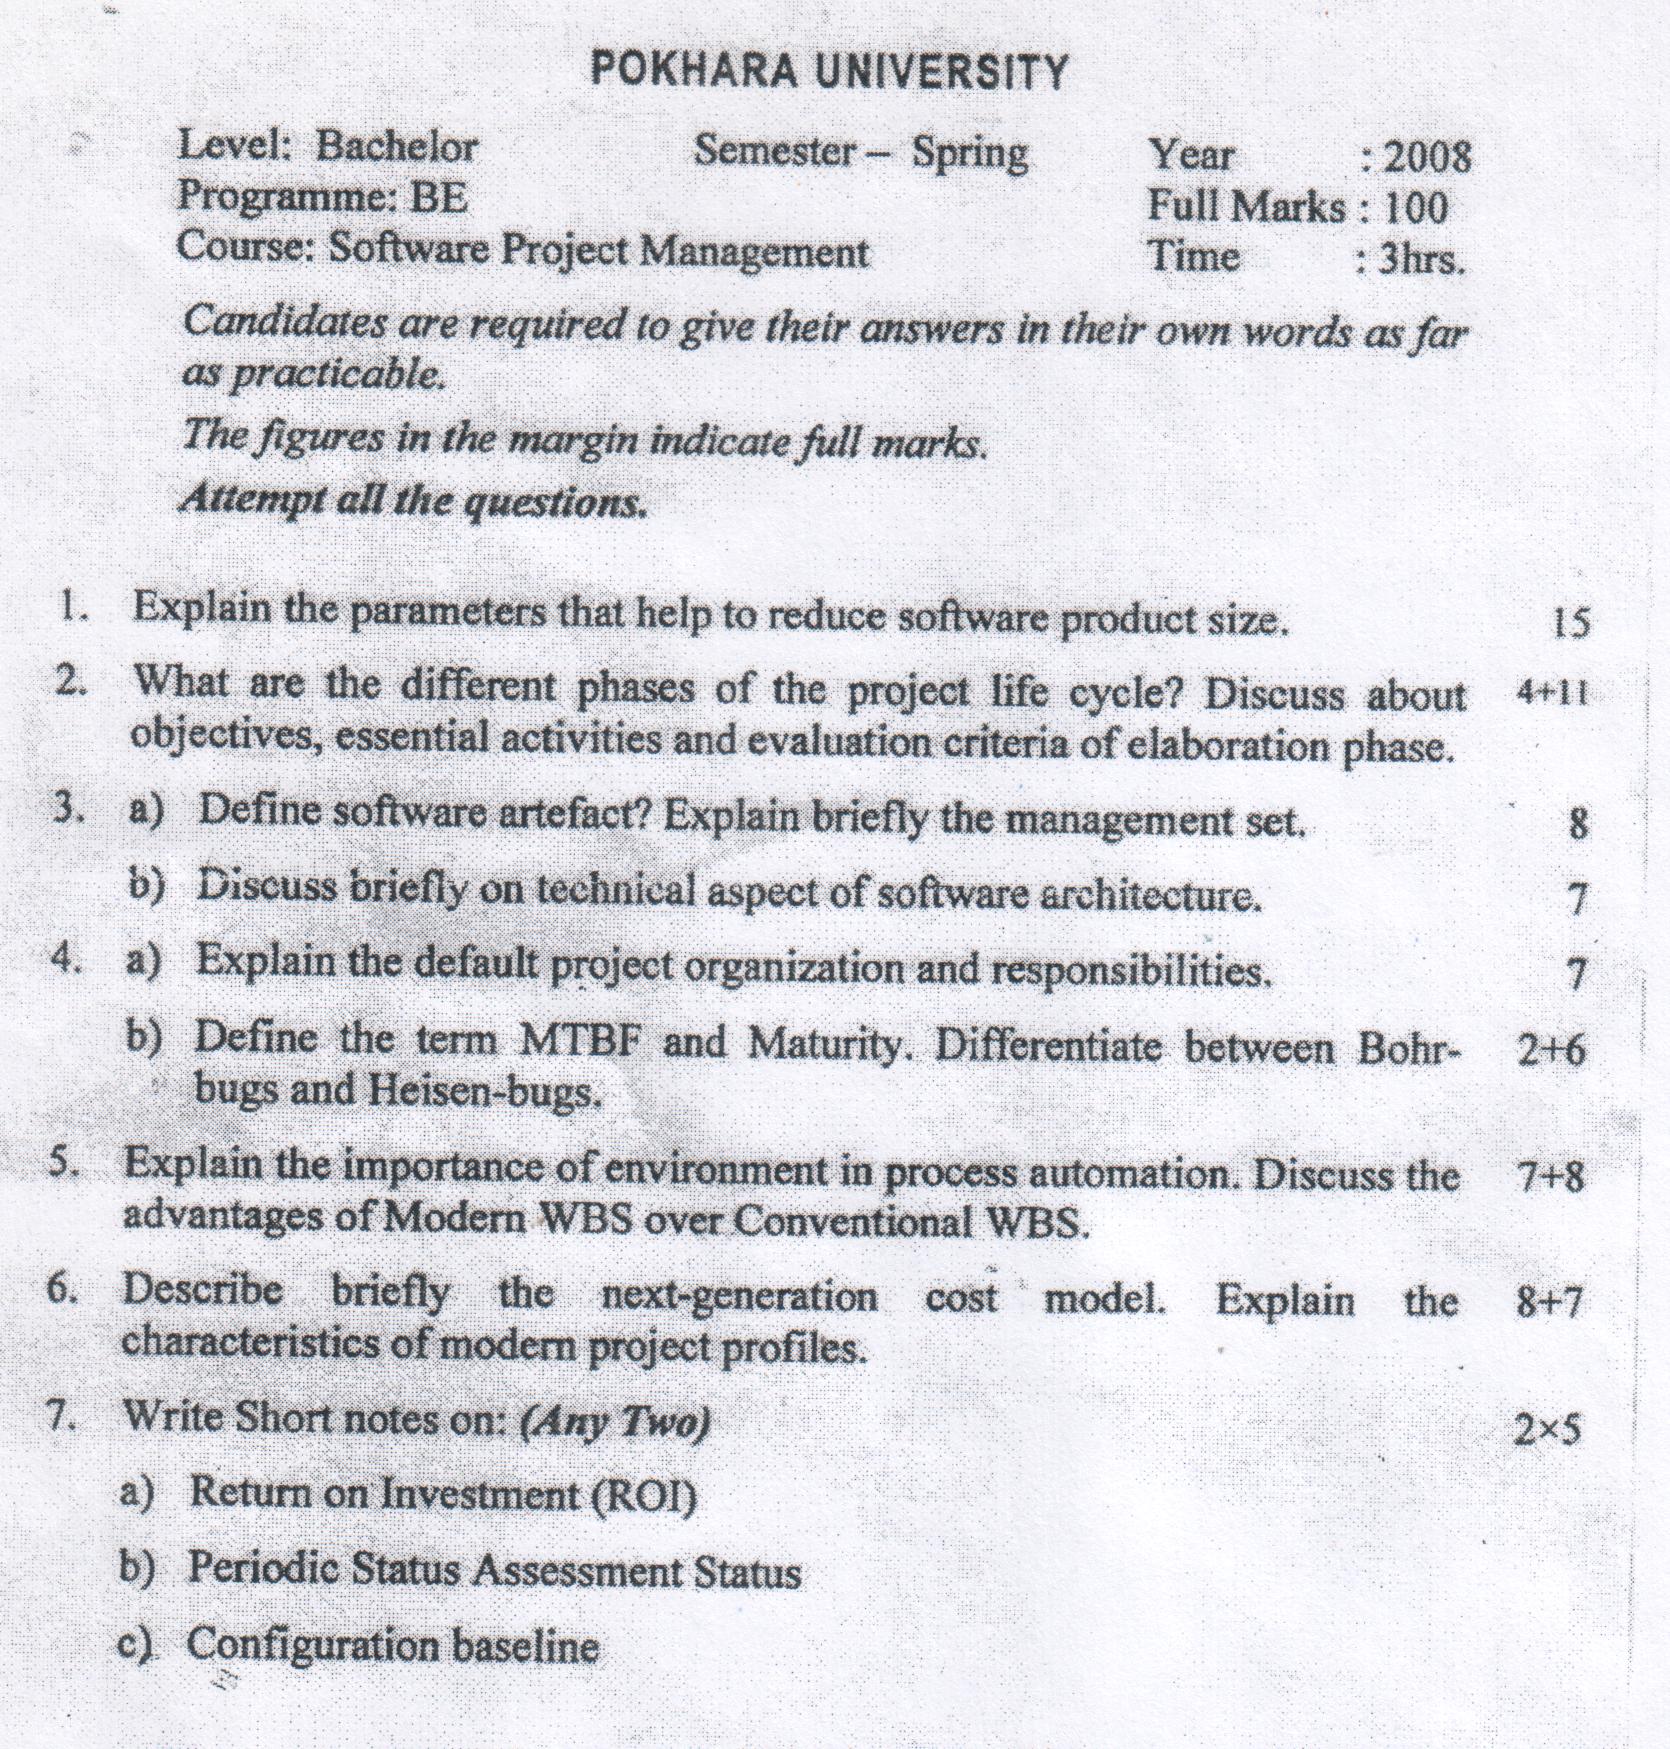 POKHARA UNIVERSITY
Level: Bachelor Semester – Spring Year : 2008
Programme: BE Full Marks : 100
Course: Software Project Management Time : 3hrs.
Candidates are required to give their answers in their own words as far
as practicable.
The figures in the margin indicate full marks.
Attempt all the questions.
1. Explain the parameters that help to reduce software product size. 15
2. What are the different phases of the project life cycle? Discuss about 4+11
objectives, essential activities and evaluation criteria of elaboration phase.
3. a) Define software artefact? Explain briefly the management set. 8
b) Discuss briefly on technical aspect of software architecture. 7
4. a) Explain the default project organization and responsibilities. 7
b) Define the term MTBF and Maturity. Differentiate between Bohr- 2+6
bugs and Heisen-bugs.
5. Explain the importance of environment in process automation. Discuss the 7+8
advantages of Modern WBS over Conventional WBS.
6. Describe briefly the next-generation cost model. Explain the 8+7
characteristics of modern project profiles.
7. Write Short notes on: (Any Two) 2×5
a) Return on Investment (ROI)
b) Periodic Status Assessment Status
c) Configuration baseline